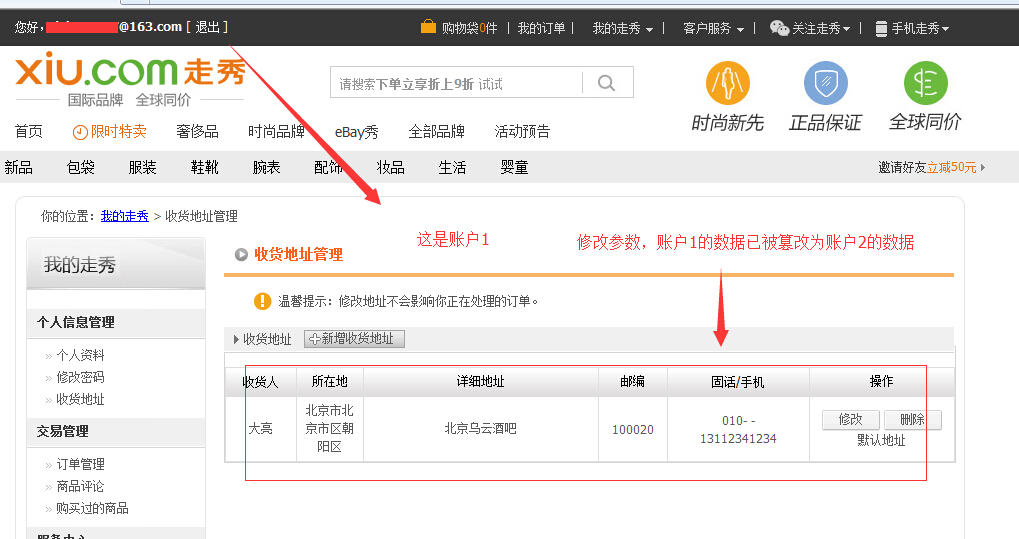 您好, @163.com [ 退出 ] 购物袋0件 | 我的订单 | 我的走秀 | 客户服务 | 关注走秀 | 手机走秀
xiu.com 走秀
国际品牌 全球同价
请搜索下单立享折上9折 试试
时尚新先 正品保证 全球同价
首页 限时特卖 奢侈品 时尚品牌 eBay秀 全部品牌 活动预告
新品 包袋 服装 鞋靴 腕表 配饰 妆品 生活 婴童 邀请好友立减50元
你的位置: 我的走秀 > 收货地址管理
这是账户1
修改参数，账户1的数据已被篡改为账户2的数据
我的走秀
个人信息管理
» 个人资料
» 修改密码
» 收货地址
交易管理
» 订单管理
» 商品评论
» 购买过的商品
服务中心
收货地址管理
温馨提示: 修改地址不会影响你正在处理的订单。
收货地址 新增收货地址
收货人 所在地 详细地址 邮编 固话/手机 操作
大亮 北京市北京市区朝阳区 北京乌云酒吧 100020 010- - 13112341234 修改 删除
默认地址